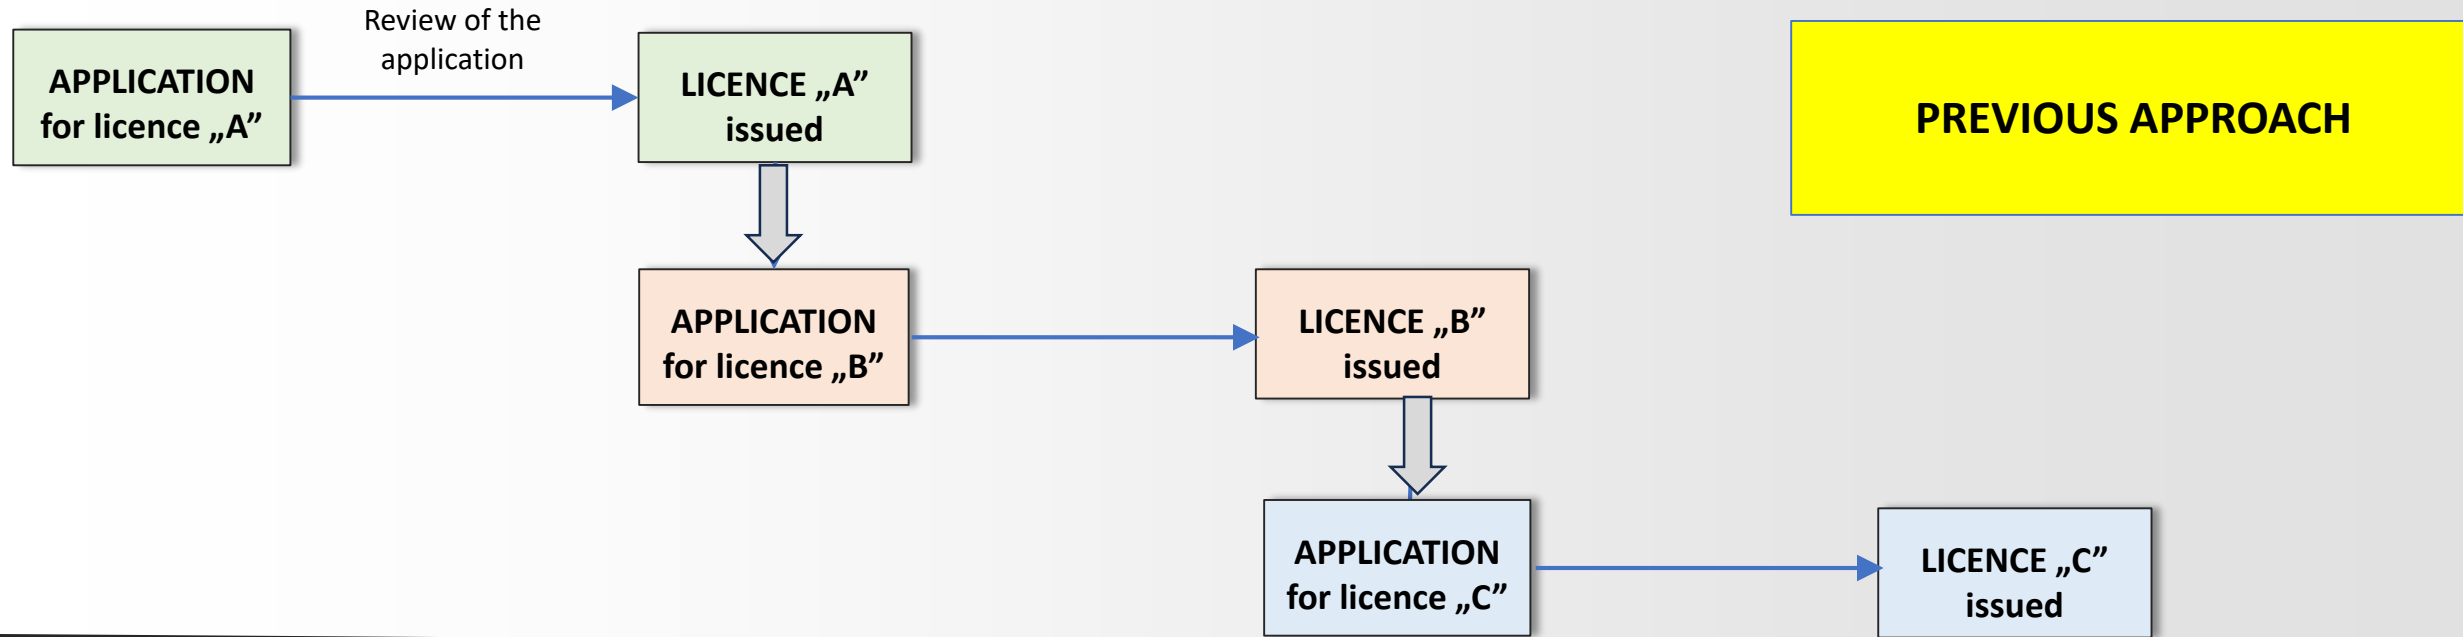 Review of the
application
APPLICATION
for licence „A”
LICENCE „A”
issued
PREVIOUS APPROACH
APPLICATION
for licence „B”
LICENCE „B”
issued
APPLICATION
for licence „C”
LICENCE „C”
issued